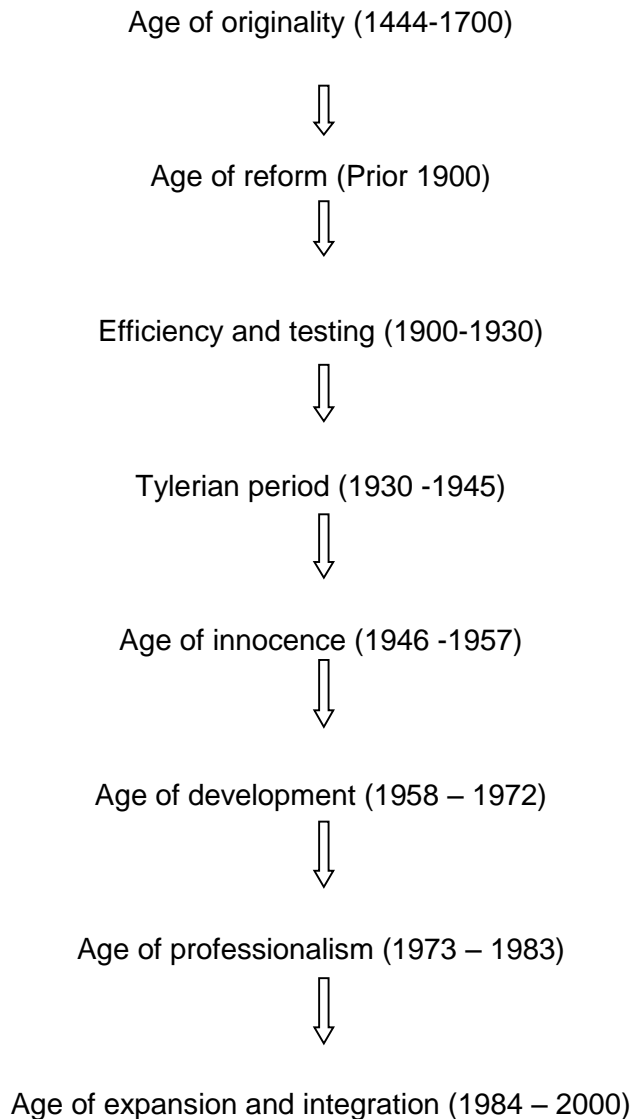 Age of originality (1444-1700)
Age of reform (Prior 1900)
Efficiency and testing (1900-1930)
Tylerian period (1930 -1945)
Age of innocence (1946 -1957)
Age of development (1958 – 1972)
Age of professionalism (1973 – 1983)
Age of expansion and integration (1984 – 2000)